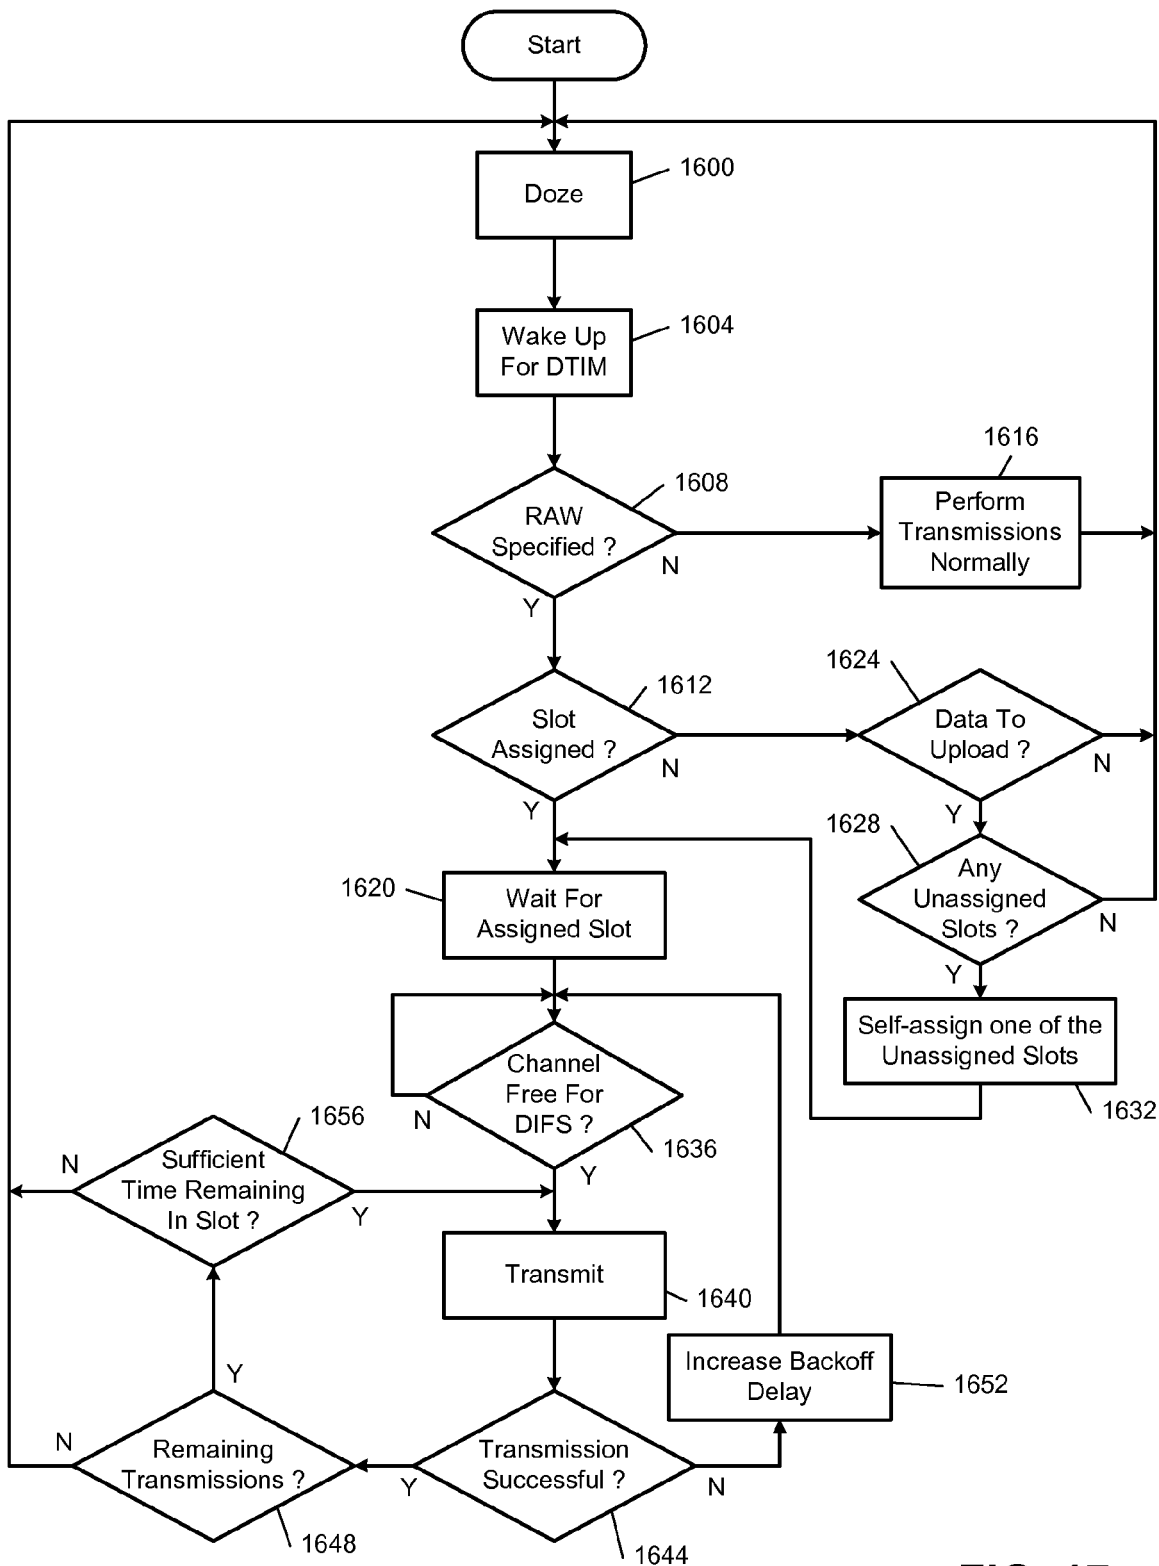 Start
1600
Doze
1604
Wake Up
For DTIM
1616
1608
RAW
Specified ?
N
Y
Perform
Transmissions
Normally
1612
Slot
Assigned ?
N
Y
1624
Data To
Upload ?
N
Y
1628
Any
Unassigned
Slots ?
N
Y
1620
Wait For
Assigned Slot
Self-assign one of the
Unassigned Slots
1632
Channel
Free For
DIFS ?
N
Y
1636
1656
Sufficient
Time Remaining
In Slot ?
N
Y
Transmit
1640
Increase Backoff
Delay
1652
Y
N
Remaining
Transmissions ?
1648
Transmission
Successful ?
Y
N
1644